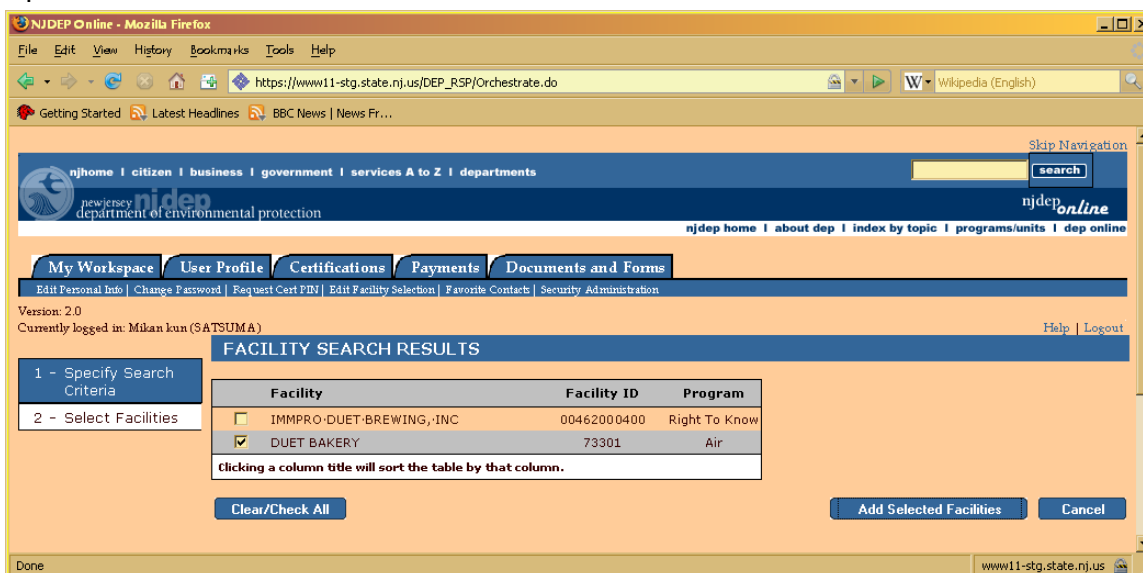 NJDEP Online - Mozilla Firefox
File Edit View History Bookmarks Tools Help
https://www11-stg.state.nj.us/DEP_RSP/Orchestrate.do
W Wikipedia (English)
Getting Started Latest Headlines BBC News | News Fr...
Skip Navigation
njhome | citizen | business | government | services A to Z | departments
search
newjersey njdep
department of environmental protection
njdeponline
njdep home | about dep | index by topic | programs/units | dep online
My Workspace User Profile Certifications Payments Documents and Forms
Edit Personal Info | Change Password | Request Cert PIN | Edit Facility Selection | Favorite Contacts | Security Administration
Version: 2.0
Currently logged in: Mikan kun (SATSUMA)
Help | Logout
FACILITY SEARCH RESULTS
1 - Specify Search
Criteria
2 - Select Facilities
Facility Facility ID Program
IMMPRO·DUET·BREWING,·INC 00462000400 Right To Know
DUET BAKERY 73301 Air
Clicking a column title will sort the table by that column.
Clear/Check All
Add Selected Facilities Cancel
Done
www11-stg.state.nj.us